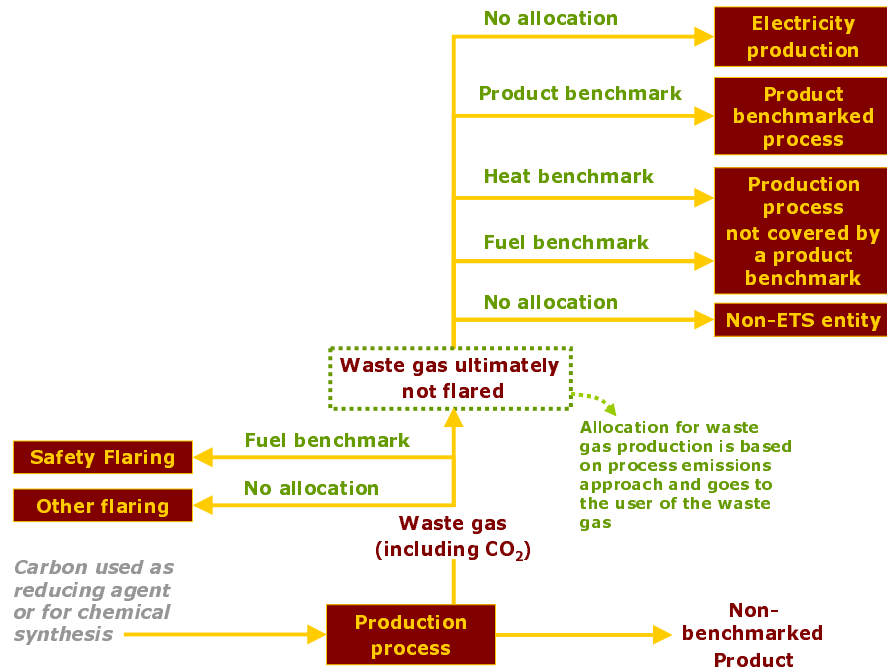 No allocation
Electricity
production
Product benchmark
Product
benchmarked
process
Heat benchmark
Production
process
not covered by
a product
benchmark
Fuel benchmark
No allocation
Non-ETS entity
Waste gas ultimately
not flared
Allocation for waste
gas production is based
on process emissions
approach and goes to
the user of the waste
gas
Fuel benchmark
Safety Flaring
No allocation
Other flaring
Waste gas
(including CO₂)
Carbon used as
reducing agent
or for chemical
synthesis
Production
process
Non-
benchmarked
Product